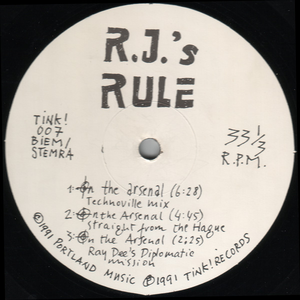 R.J.'s
RULE
TINK!
007
BIEM/
STEMRA
33 1/3
R.P.M.
1. On the arsenal (6:28)
Technoville mix
2. On the Arsenal (4:45)
straight from the Hague
3. On the Arsenal (2:25)
Ray Dee's Diplomatic
mission
©1991 PORTLAND MUSIC ℗1991 TINK! RECORDS